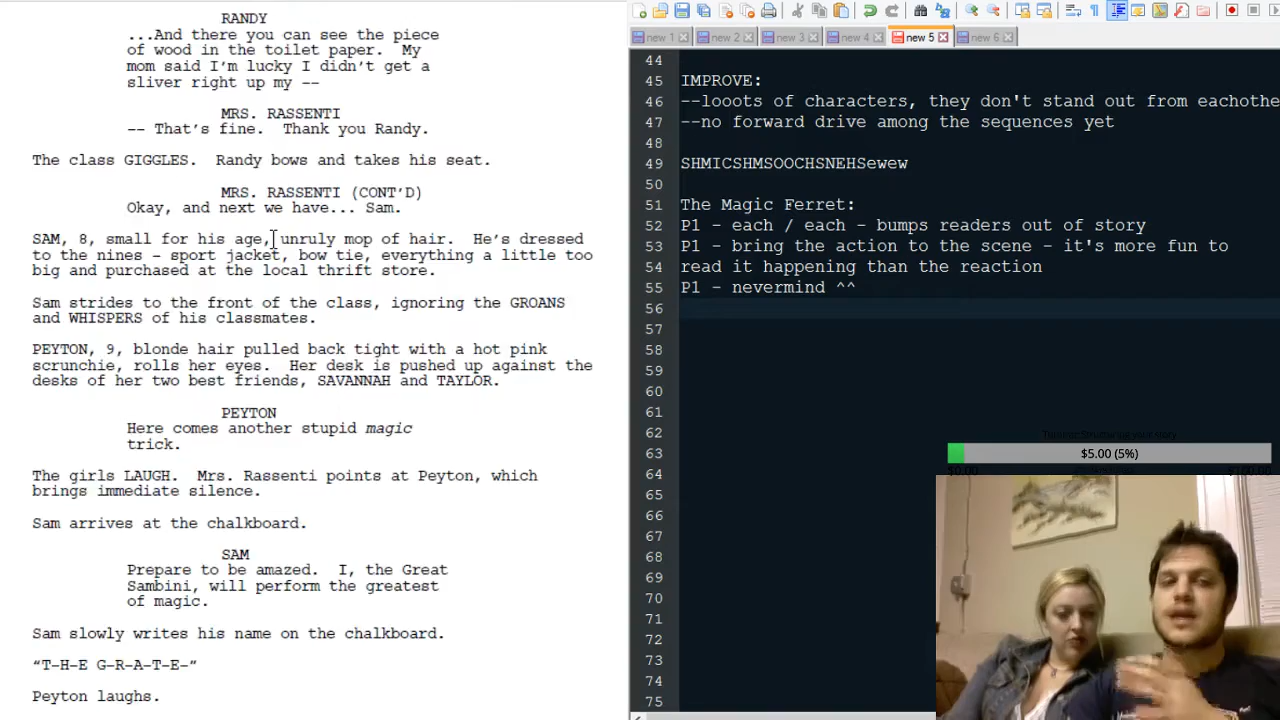 RANDY
...And there you can see the piece
of wood in the toilet paper. My
mom said I'm lucky I didn't get a
sliver right up my --
MRS. RASSENTI
-- That's fine. Thank you Randy.
The class GIGGLES. Randy bows and takes his seat.
MRS. RASSENTI (CONT'D)
Okay, and next we have... Sam.
SAM, 8, small for his age, unruly mop of hair. He's dressed
to the nines – sport jacket, bow tie, everything a little too
big and purchased at the local thrift store.
Sam strides to the front of the class, ignoring the GROANS
and WHISPERS of his classmates.
PEYTON, 9, blonde hair pulled back tight with a hot pink
scrunchie, rolls her eyes. Her desk is pushed up against the
desks of her two best friends, SAVANNAH and TAYLOR.
PEYTON
Here comes another stupid magic
trick.
The girls LAUGH. Mrs. Rassenti points at Peyton, which
brings immediate silence.
Sam arrives at the chalkboard.
SAM
Prepare to be amazed. I, the Great
Sambini, will perform the greatest
of magic.
Sam slowly writes his name on the chalkboard.
“T-H-E G-R-A-T-E-”
Peyton laughs.
new 1 new 2 new 3 new 4 new 5 new 6
44
45 IMPROVE:
46 --looots of characters, they don't stand out from eachothe
47 --no forward drive among the sequences yet
48
49 SHMICSHMSOOCHSNEHSewew
50
51 The Magic Ferret:
52 P1 - each / each - bumps readers out of story
53 P1 - bring the action to the scene - it's more fun to
54 read it happening than the reaction
55 P1 - nevermind ^^
56
57
58
59
60
61
62
63
64
65
66
67
68
69
70
71
72
73
74
75
$5.00 (5%)